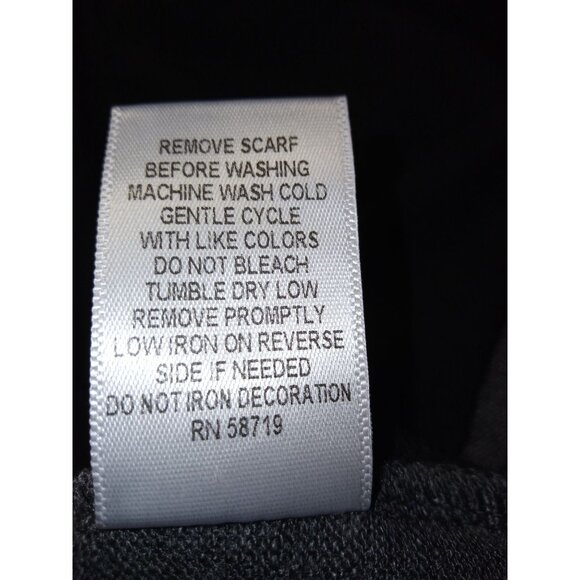 REMOVE SCARF
BEFORE WASHING
MACHINE WASH COLD
GENTLE CYCLE
WITH LIKE COLORS
DO NOT BLEACH
TUMBLE DRY LOW
REMOVE PROMPTLY
LOW IRON ON REVERSE
SIDE IF NEEDED
DO NOT IRON DECORATION
RN 58719